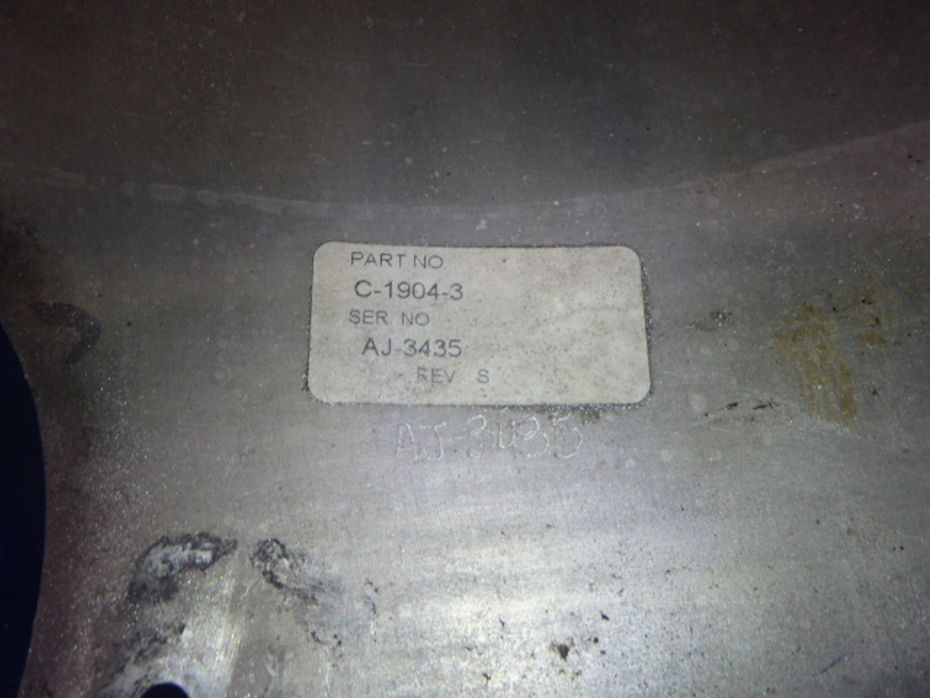 PART NO
C-1904-3
SER. NO
AJ-3435
REV S
AJ-3435